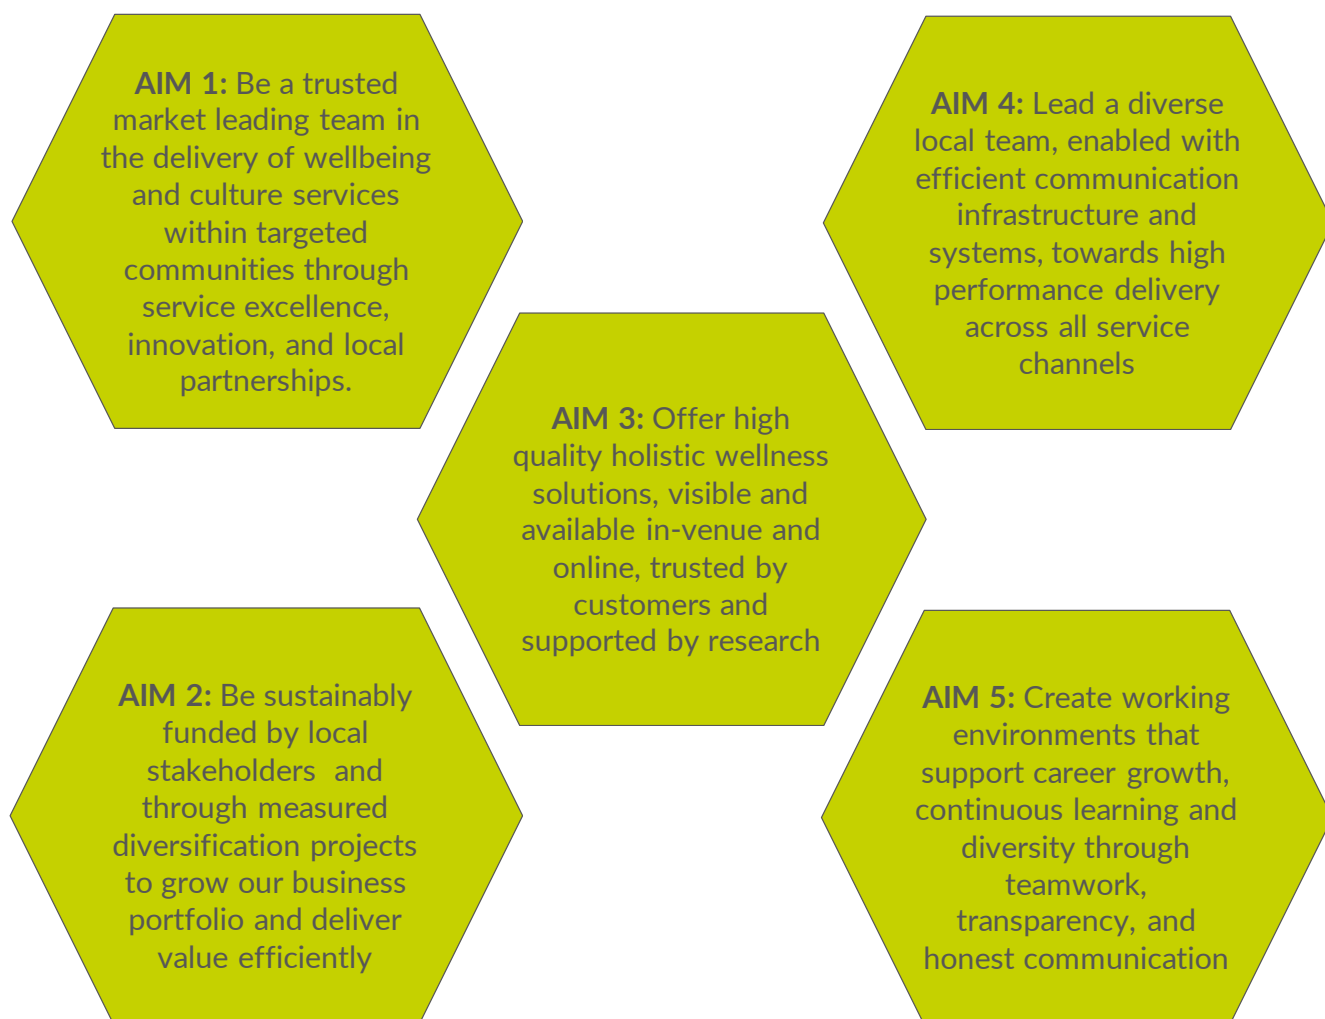 AIM 1: Be a trusted
market leading team in
the delivery of wellbeing
and culture services
within targeted
communities through
service excellence,
innovation, and local
partnerships.
AIM 2: Be sustainably
funded by local
stakeholders  and
through measured
diversification projects
to grow our business
portfolio and deliver
value efficiently
AIM 3: Offer high
quality holistic wellness
solutions, visible and
available in-venue and
online, trusted by
customers and
supported by research
AIM 4: Lead a diverse
local team, enabled with
efficient communication
infrastructure and
systems, towards high
performance delivery
across all service
channels
AIM 5: Create working
environments that
support career growth,
continuous learning and
diversity through
teamwork,
transparency, and
honest communication